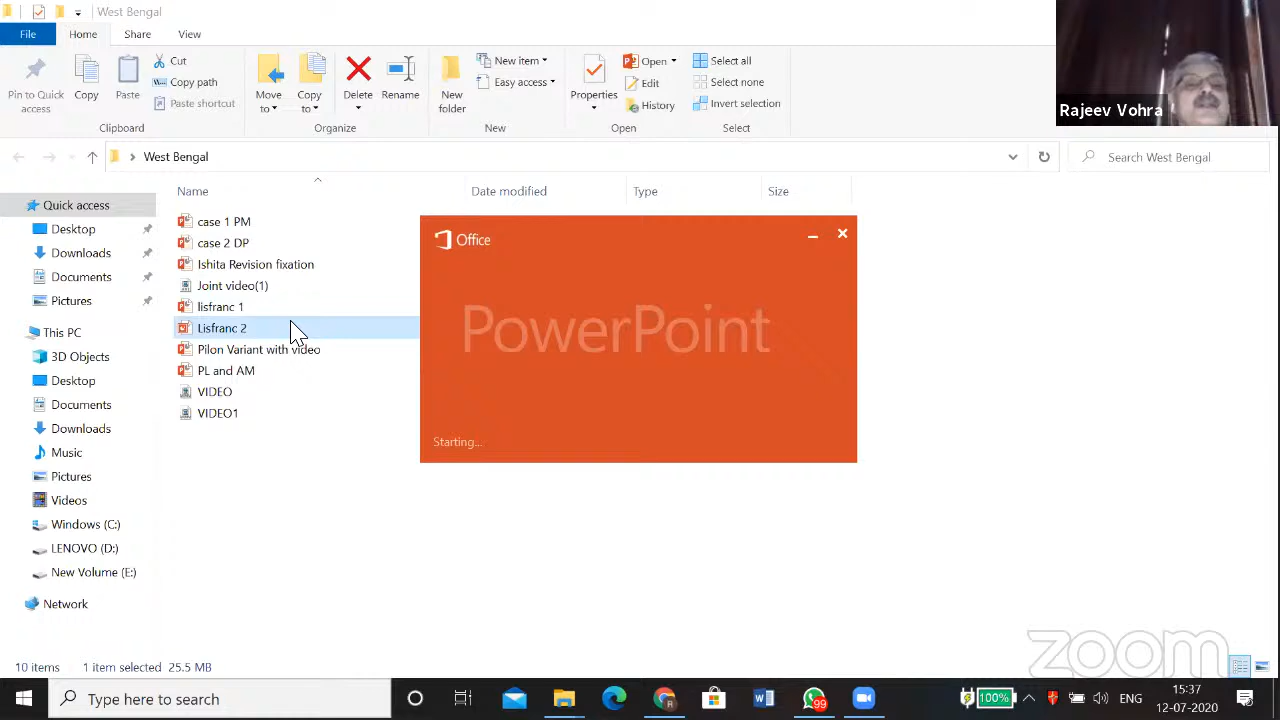 West Bengal
File Home Share View
Pin to Quick access
Copy
Paste
Cut
Copy path
Paste shortcut
Move to
Copy to
Delete
Rename
New folder
New item
Easy access
Properties
Open
Edit
History
Select all
Select none
Invert selection
Clipboard Organize New Open Select
Rajeev Vohra
West Bengal
Search West Bengal
Name Date modified Type Size
Quick access
Desktop
Downloads
Documents
Pictures
This PC
3D Objects
Desktop
Documents
Downloads
Music
Pictures
Videos
Windows (C:)
LENOVO (D:)
New Volume (E:)
Network
case 1 PM
case 2 DP
Ishita Revision fixation
Joint video(1)
lisfranc 1
Lisfranc 2
Pilon Variant with video
PL and AM
VIDEO
VIDEO1
Office
PowerPoint
Starting...
10 items 1 item selected 25.5 MB
zoom
Type here to search
99
100%
ENG
15:37
12-07-2020